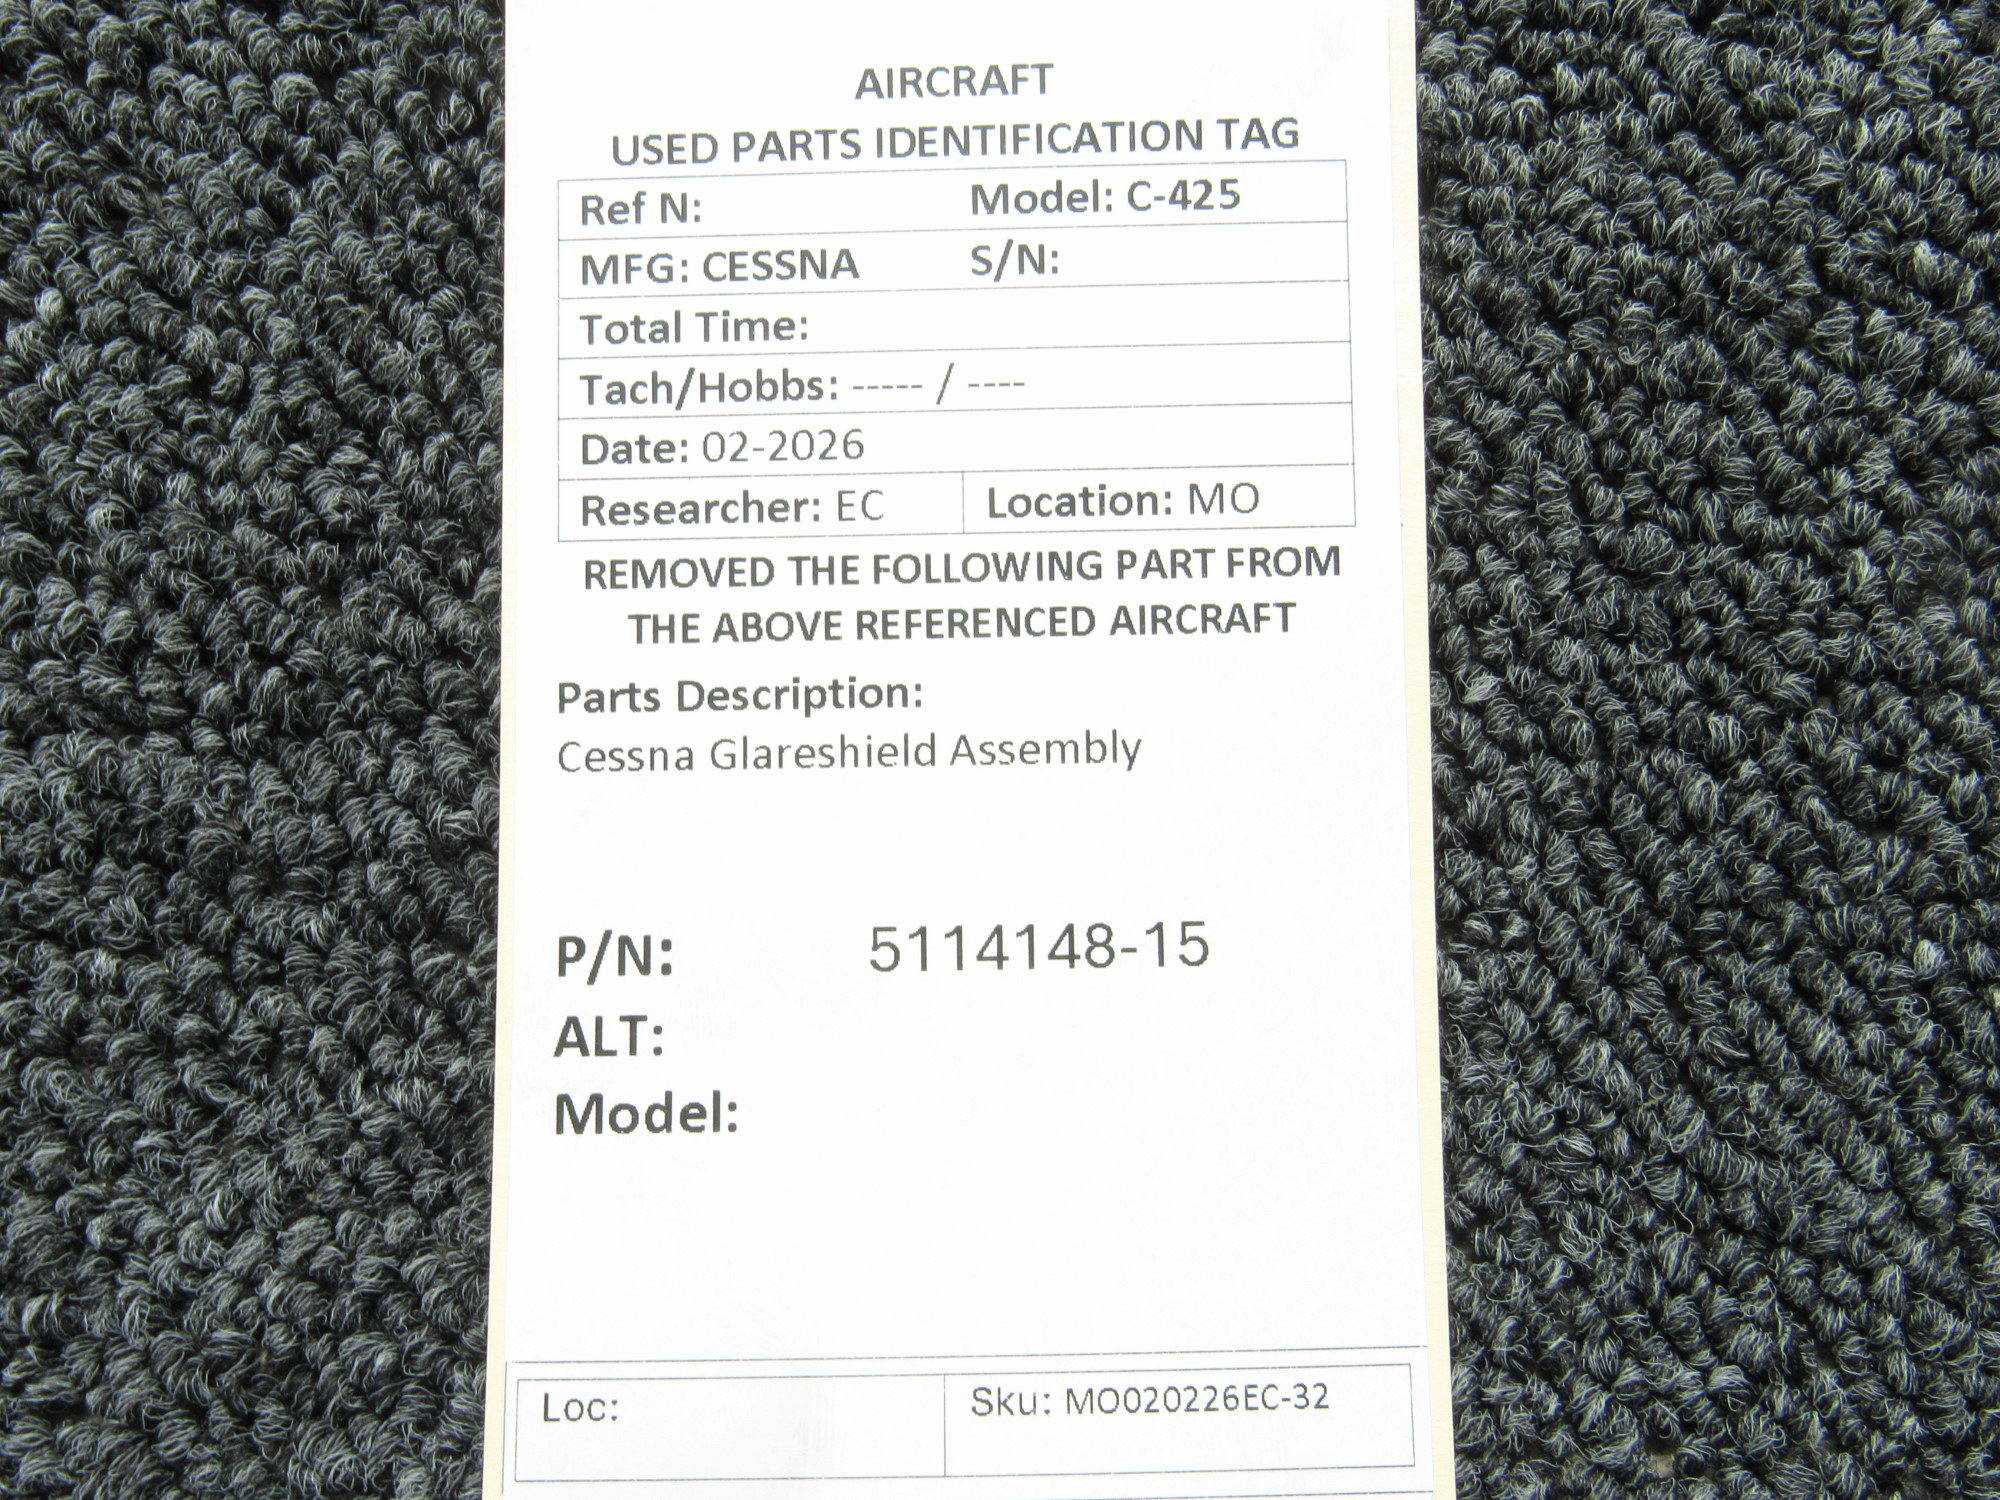 AIRCRAFT
USED PARTS IDENTIFICATION TAG
Ref N: Model: C-425
MFG: CESSNA S/N:
Total Time:
Tach/Hobbs: ----- / ----
Date: 02-2026
Researcher: EC Location: MO
REMOVED THE FOLLOWING PART FROM
THE ABOVE REFERENCED AIRCRAFT
Parts Description:
Cessna Glareshield Assembly
P/N: 5114148-15
ALT:
Model:
Loc: Sku: MO020226EC-32